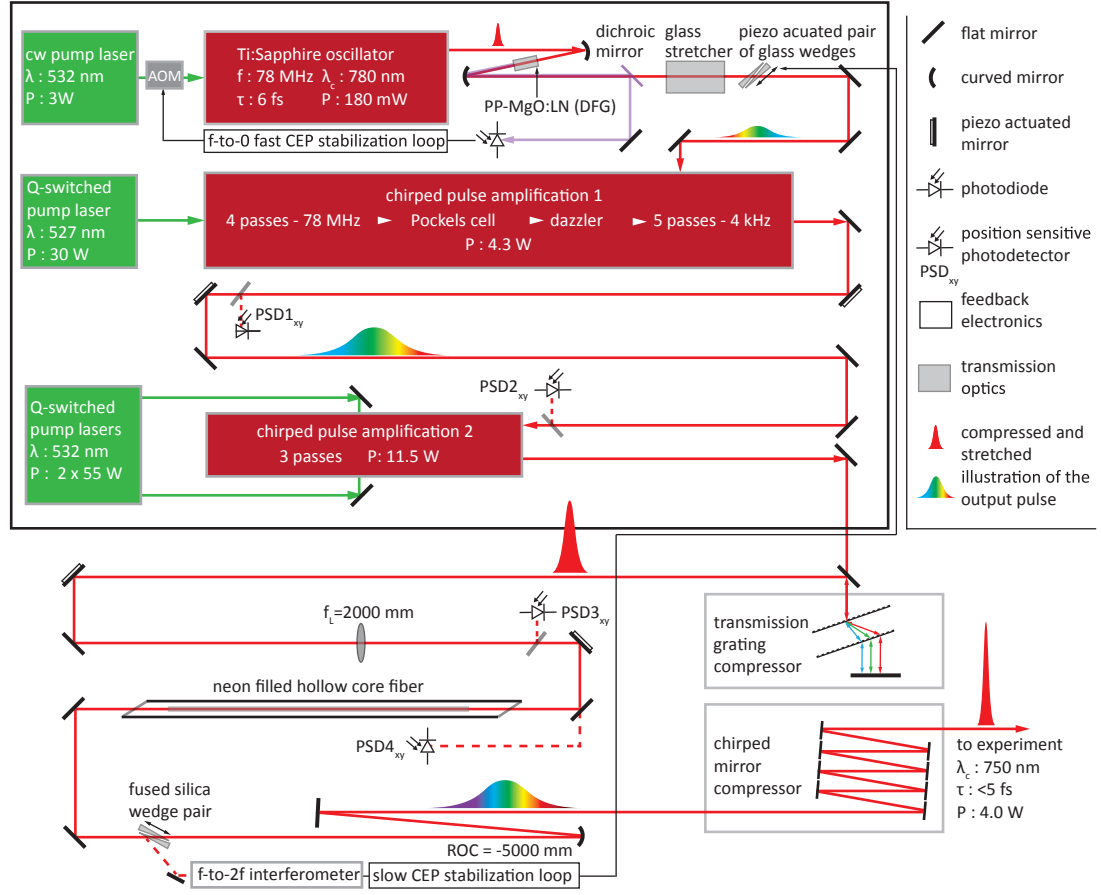 cw pump laser
λ : 532 nm
P : 3W
AOM
Ti:Sapphire oscillator
f : 78 MHz λc 780 nm
τ : 6 fs P : 180 mW
PP-MgO:LN (DFG)
dichroic
mirror
glass
stretcher
piezo acuated pair
of glass wedges
f-to-0 fast CEP stabilization loop
Q-switched
pump laser
λ : 527 nm
P : 30 W
chirped pulse amplification 1
4 passes - 78 MHz ► Pockels cell ► dazzler ► 5 passes - 4 kHz
P : 4.3 W
PSD1xy
PSD2xy
Q-switched
pump lasers
λ : 532 nm
P : 2 x 55 W
chirped pulse amplification 2
3 passes P: 11.5 W
flat mirror
curved mirror
piezo actuated
mirror
photodiode
position sensitive
photodetector
PSDxy
feedback
electronics
transmission
optics
compressed and
stretched
illustration of the
output pulse
fL=2000 mm
PSD3xy
transmission
grating
compressor
neon filled hollow core fiber
PSD4xy
chirped
mirror
compressor
to experiment
λc : 750 nm
τ : <5 fs
P : 4.0 W
fused silica
wedge pair
ROC = -5000 mm
f-to-2f interferometer
slow CEP stabilization loop